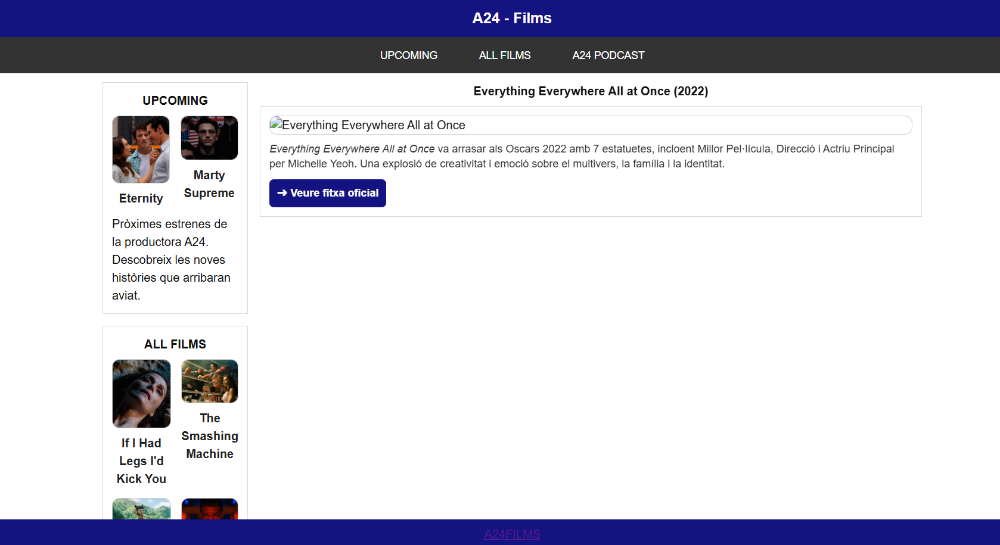 A24 - Films
UPCOMING
ALL FILMS
A24 PODCAST
UPCOMING
Eternity
Marty
Supreme
Pròximes estrenes de
la productora A24.
Descobreix les noves
històries que arribaran
aviat.
ALL FILMS
If I Had
Legs I'd
Kick You
The
Smashing
Machine
Everything Everywhere All at Once (2022)
Everything Everywhere All at Once
Everything Everywhere All at Once va arrasar als Oscars 2022 amb 7 estatuetes, incloent Millor Pel·lícula, Direcció i Actriu Principal
per Michelle Yeoh. Una explosió de creativitat i emoció sobre el multivers, la família i la identitat.
➜ Veure fitxa oficial
A24FILMS